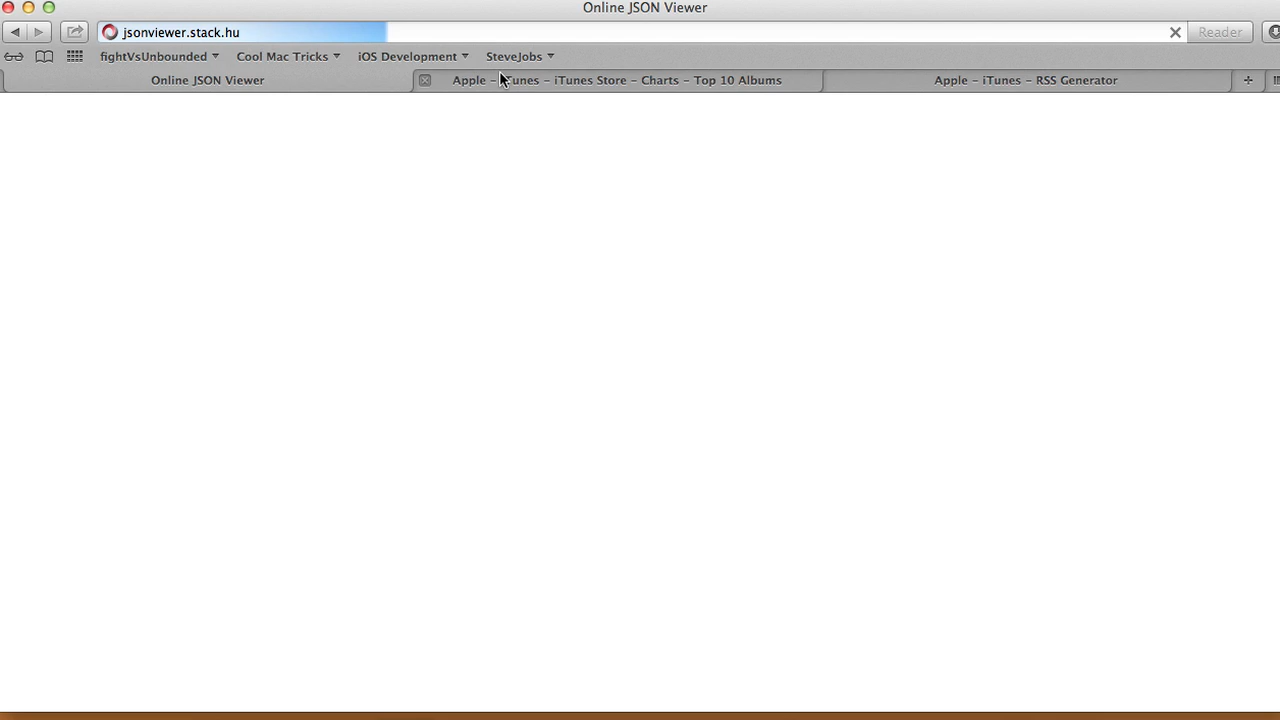 Online JSON Viewer
jsonviewer.stack.hu
Reader
fightVsUnbounded Cool Mac Tricks iOS Development SteveJobs
Online JSON Viewer Apple – iTunes – iTunes Store – Charts – Top 10 Albums Apple – iTunes – RSS Generator